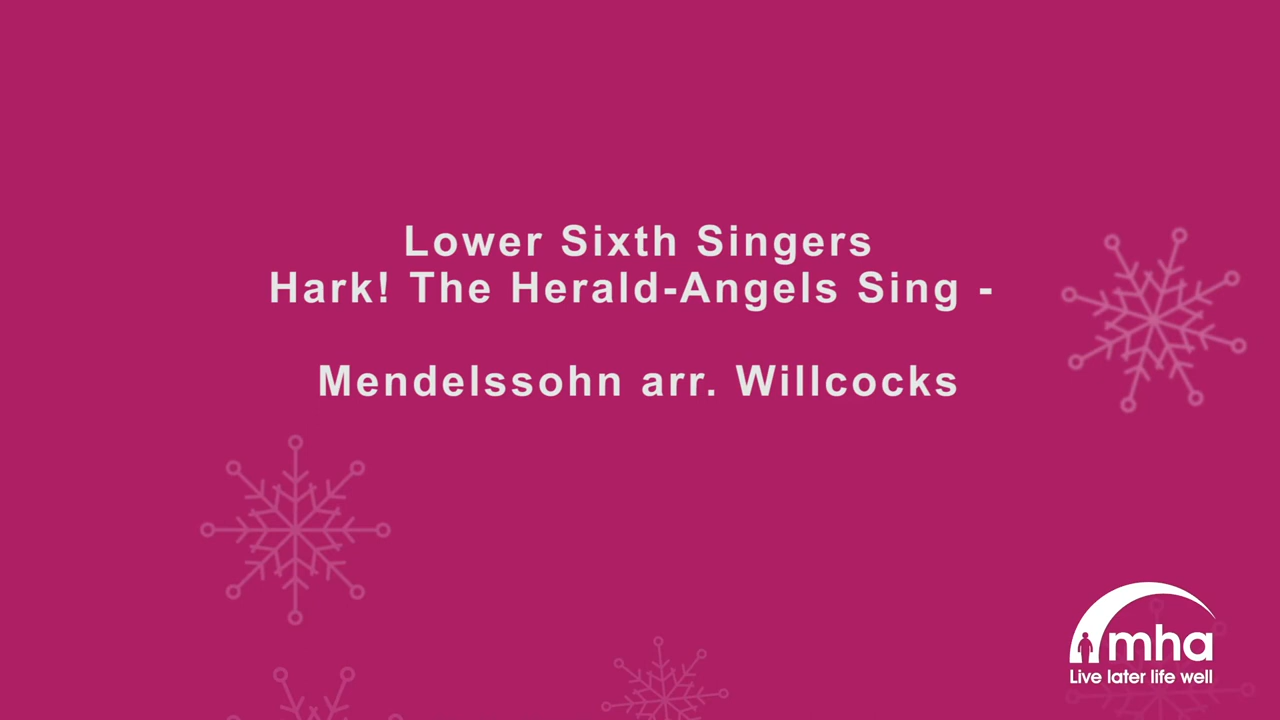 Lower Sixth Singers
Hark! The Herald-Angels Sing -
Mendelssohn arr. Willcocks
mha
Live later life well